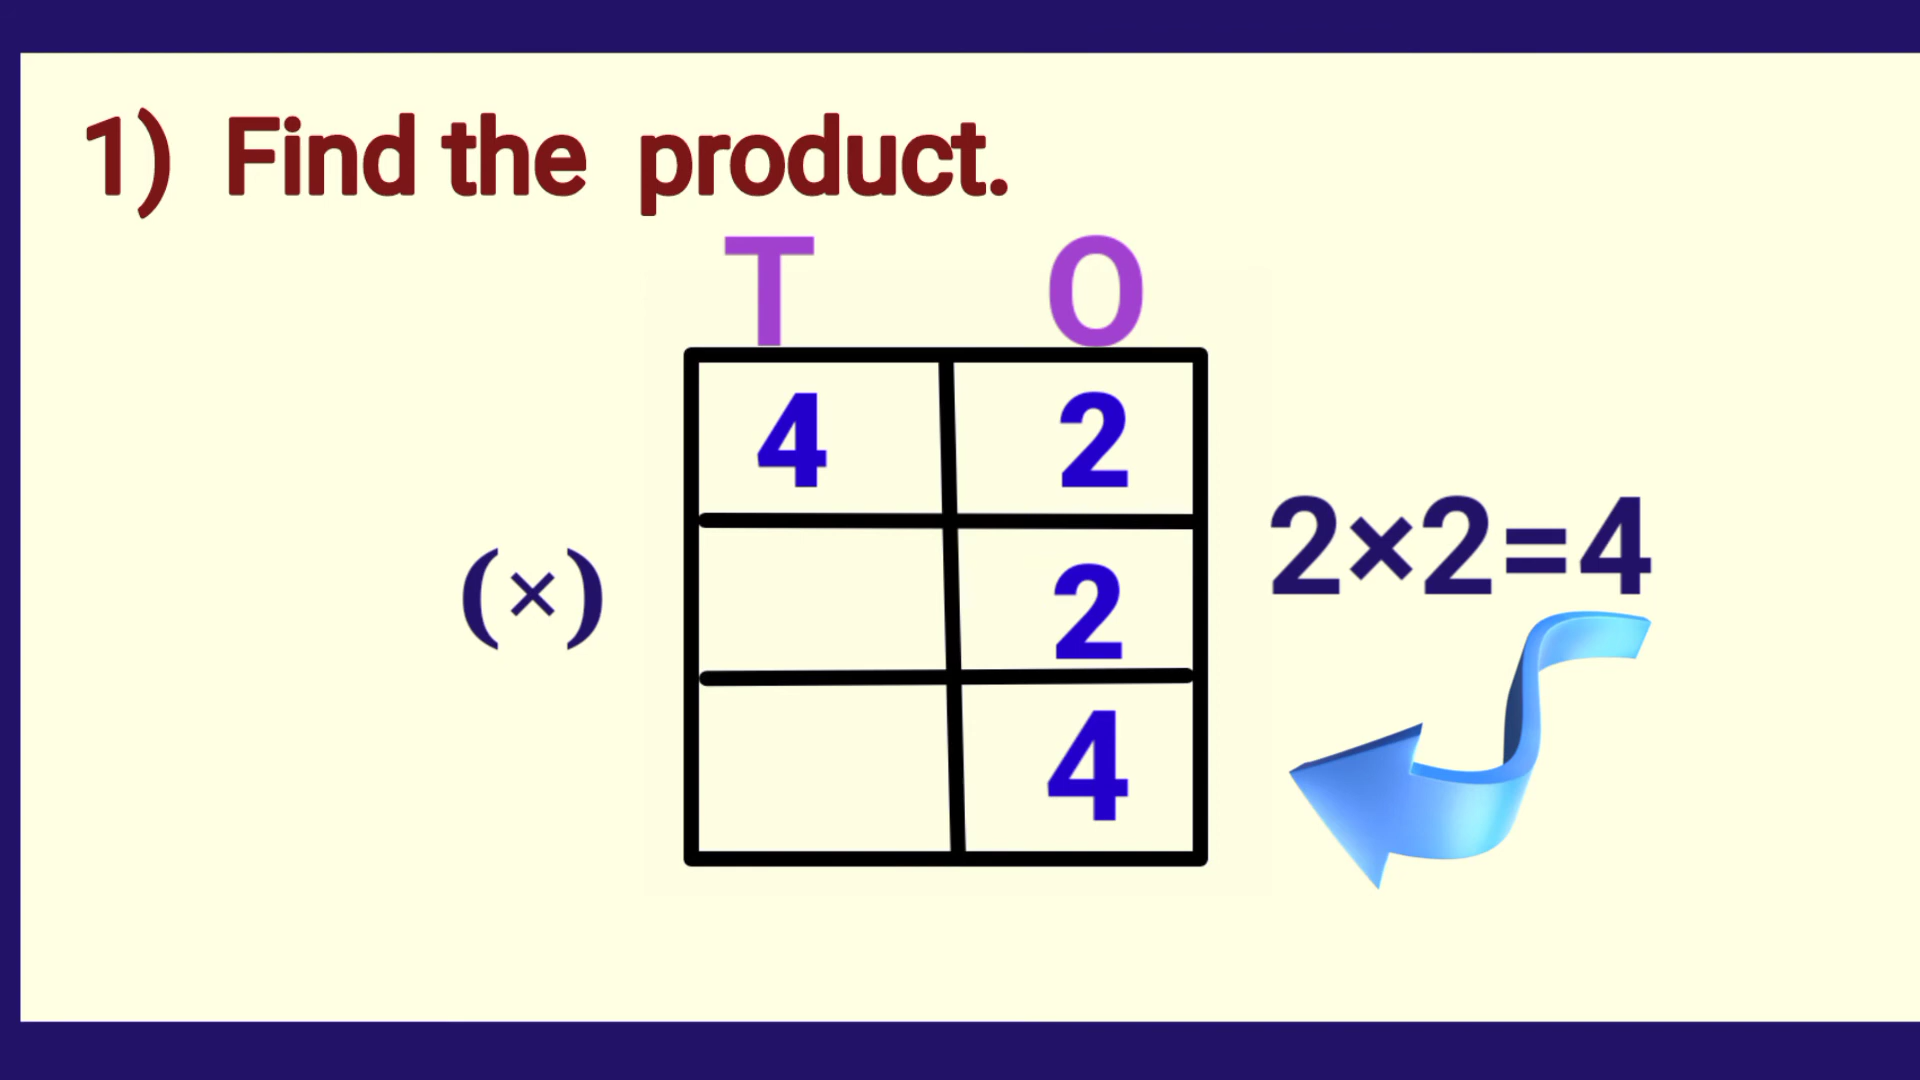 1) Find the product.
T O
4 2
(×) 2
2×2=4
4